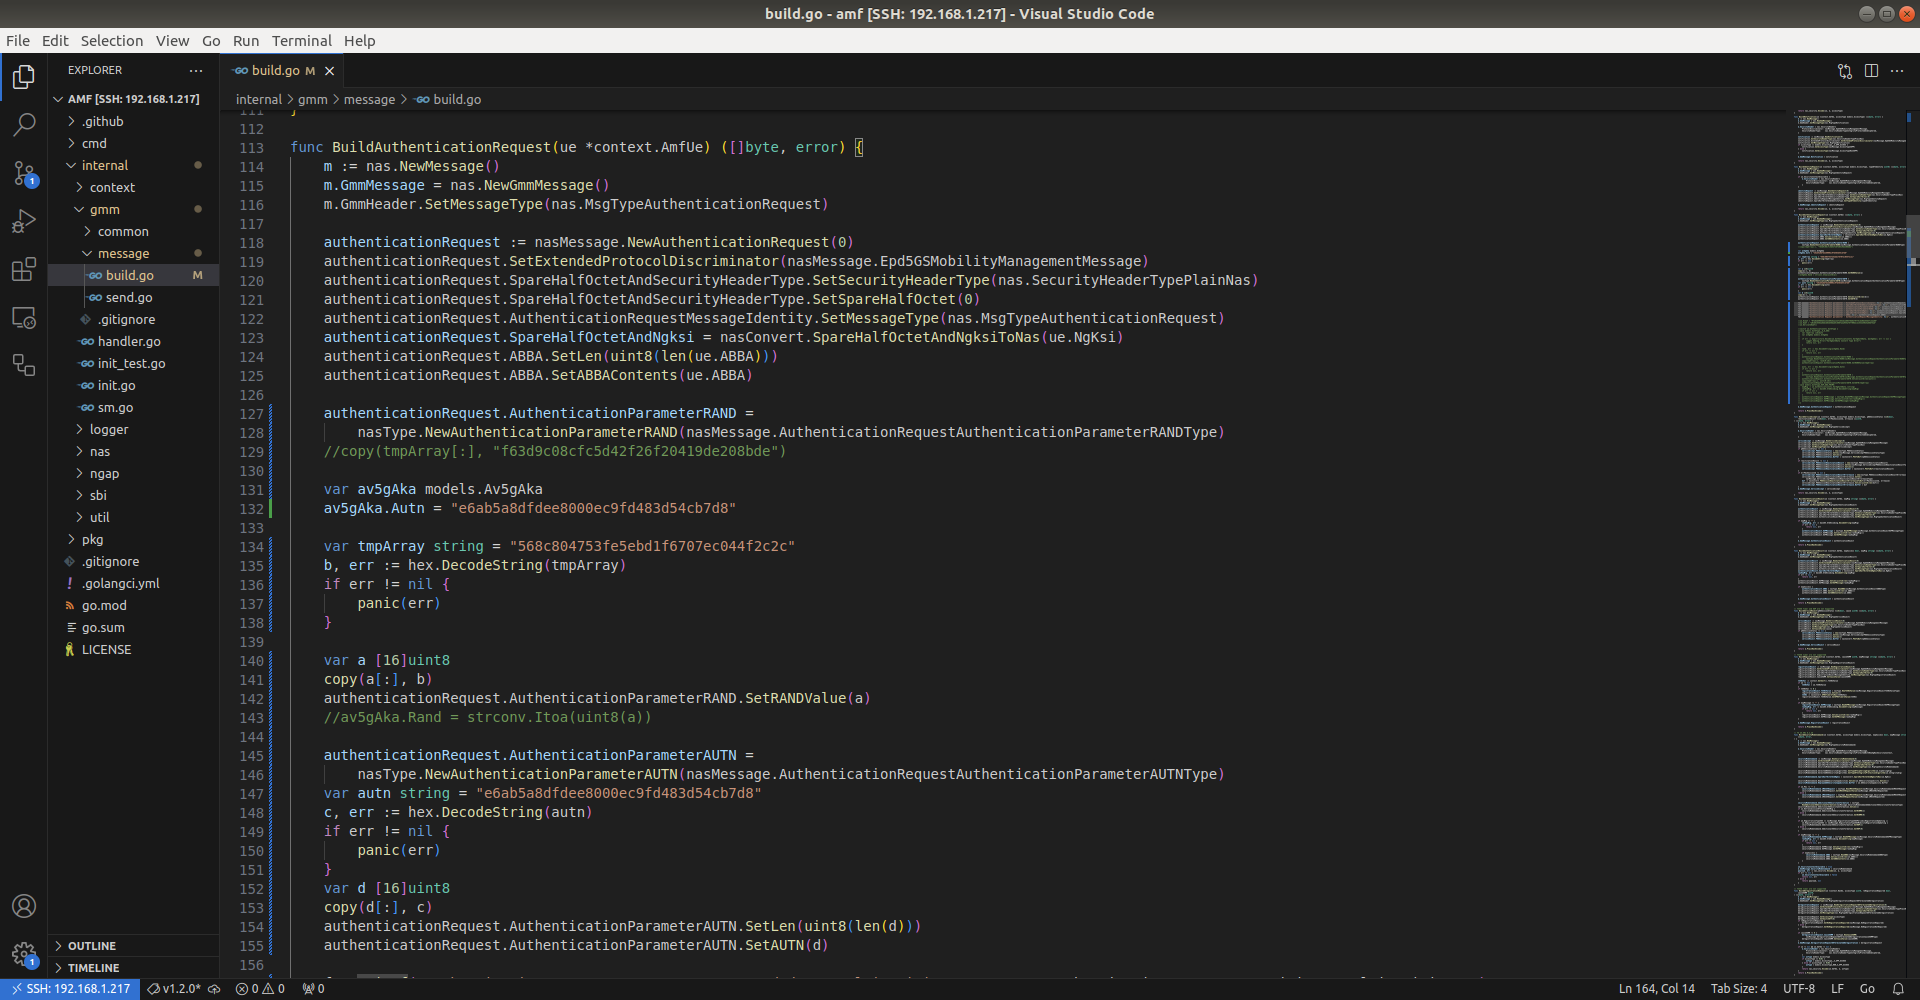 build.go - amf [SSH: 192.168.1.217] - Visual Studio Code
File Edit Selection View Go Run Terminal Help
EXPLORER
AMF [SSH: 192.168.1.217]
.github
cmd
internal
context
gmm
common
message
build.go M
send.go
.gitignore
handler.go
init_test.go
init.go
sm.go
logger
nas
ngap
sbi
util
pkg
.gitignore
.golangci.yml
go.mod
go.sum
LICENSE
OUTLINE
TIMELINE
build.go M
internal > gmm > message > build.go
111 }
112
113 func BuildAuthenticationRequest(ue *context.AmfUe) ([]byte, error) {
114 m := nas.NewMessage()
115 m.GmmMessage = nas.NewGmmMessage()
116 m.GmmHeader.SetMessageType(nas.MsgTypeAuthenticationRequest)
117
118 authenticationRequest := nasMessage.NewAuthenticationRequest(0)
119 authenticationRequest.SetExtendedProtocolDiscriminator(nasMessage.Epd5GSMobilityManagementMessage)
120 authenticationRequest.SpareHalfOctetAndSecurityHeaderType.SetSecurityHeaderType(nas.SecurityHeaderTypePlainNas)
121 authenticationRequest.SpareHalfOctetAndSecurityHeaderType.SetSpareHalfOctet(0)
122 authenticationRequest.AuthenticationRequestMessageIdentity.SetMessageType(nas.MsgTypeAuthenticationRequest)
123 authenticationRequest.SpareHalfOctetAndNgksi = nasConvert.SpareHalfOctetAndNgksiToNas(ue.NgKsi)
124 authenticationRequest.ABBA.SetLen(uint8(len(ue.ABBA)))
125 authenticationRequest.ABBA.SetABBAContents(ue.ABBA)
126
127 authenticationRequest.AuthenticationParameterRAND =
128 nasType.NewAuthenticationParameterRAND(nasMessage.AuthenticationRequestAuthenticationParameterRANDType)
129 //copy(tmpArray[:], "f63d9c08cfc5d42f26f20419de208bde")
130
131 var av5gAka models.Av5gAka
132 av5gAka.Autn = "e6ab5a8dfdee8000ec9fd483d54cb7d8"
133
134 var tmpArray string = "568c804753fe5ebd1f6707ec044f2c2c"
135 b, err := hex.DecodeString(tmpArray)
136 if err != nil {
137 panic(err)
138 }
139
140 var a [16]uint8
141 copy(a[:], b)
142 authenticationRequest.AuthenticationParameterRAND.SetRANDValue(a)
143 //av5gAka.Rand = strconv.Itoa(uint8(a))
144
145 authenticationRequest.AuthenticationParameterAUTN =
146 nasType.NewAuthenticationParameterAUTN(nasMessage.AuthenticationRequestAuthenticationParameterAUTNType)
147 var autn string = "e6ab5a8dfdee8000ec9fd483d54cb7d8"
148 c, err := hex.DecodeString(autn)
149 if err != nil {
150 panic(err)
151 }
152 var d [16]uint8
153 copy(d[:], c)
154 authenticationRequest.AuthenticationParameterAUTN.SetLen(uint8(len(d)))
155 authenticationRequest.AuthenticationParameterAUTN.SetAUTN(d)
156
1
1
SSH: 192.168.1.217 v1.2.0* 0 0 0 Ln 164, Col 14 Tab Size: 4 UTF-8 LF Go